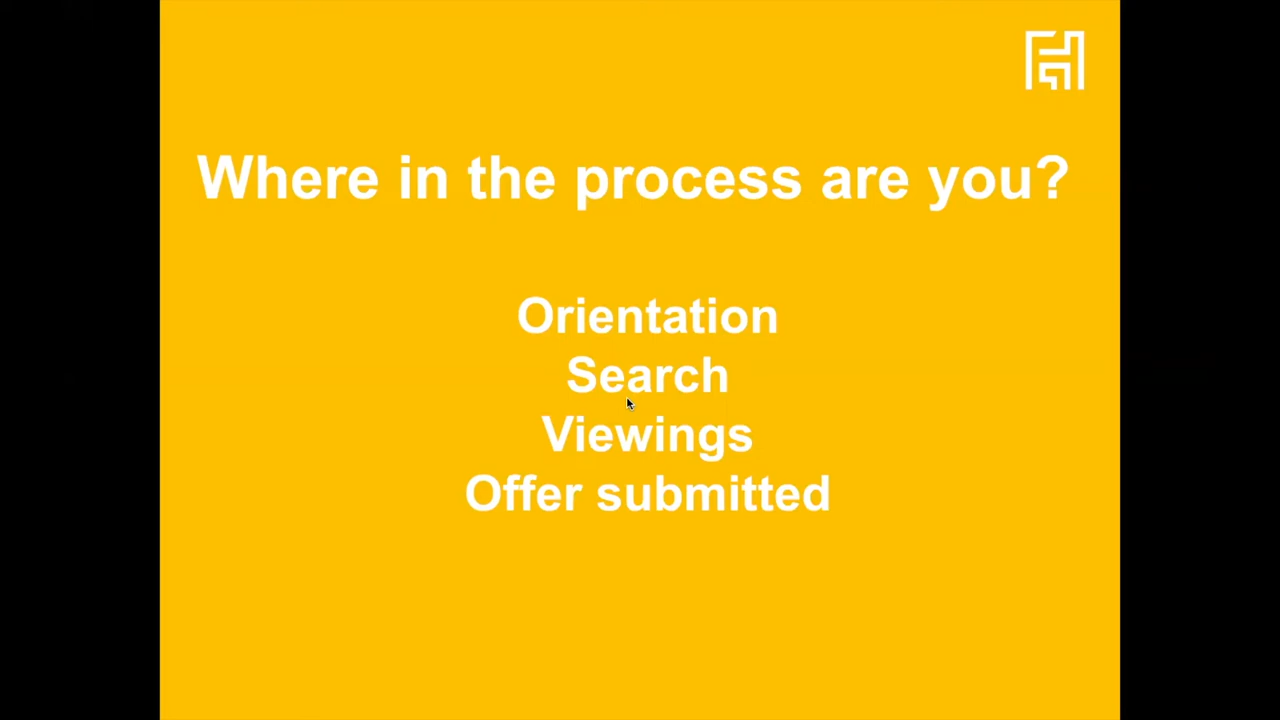 Where in the process are you?
Orientation
Search
Viewings
Offer submitted